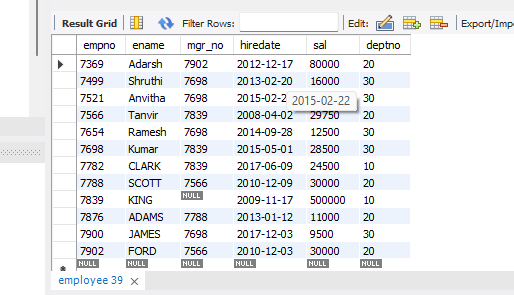 Result Grid Filter Rows: Edit: Export/Impo
empno ename mgr_no hiredate sal deptno
7369 Adarsh 7902 2012-12-17 80000 20
7499 Shruthi 7698 2013-02-20 16000 30
7521 Anvitha 7698 2015-02-2 30
2015-02-22
7566 Tanvir 7839 2008-04-02 29750 20
7654 Ramesh 7698 2014-09-28 12500 30
7698 Kumar 7839 2015-05-01 28500 30
7782 CLARK 7839 2017-06-09 24500 10
7788 SCOTT 7566 2010-12-09 30000 20
7839 KING NULL 2009-11-17 500000 10
7876 ADAMS 7788 2013-01-12 11000 20
7900 JAMES 7698 2017-12-03 9500 30
7902 FORD 7566 2010-12-03 30000 20
NULL NULL NULL NULL NULL NULL
employee 39